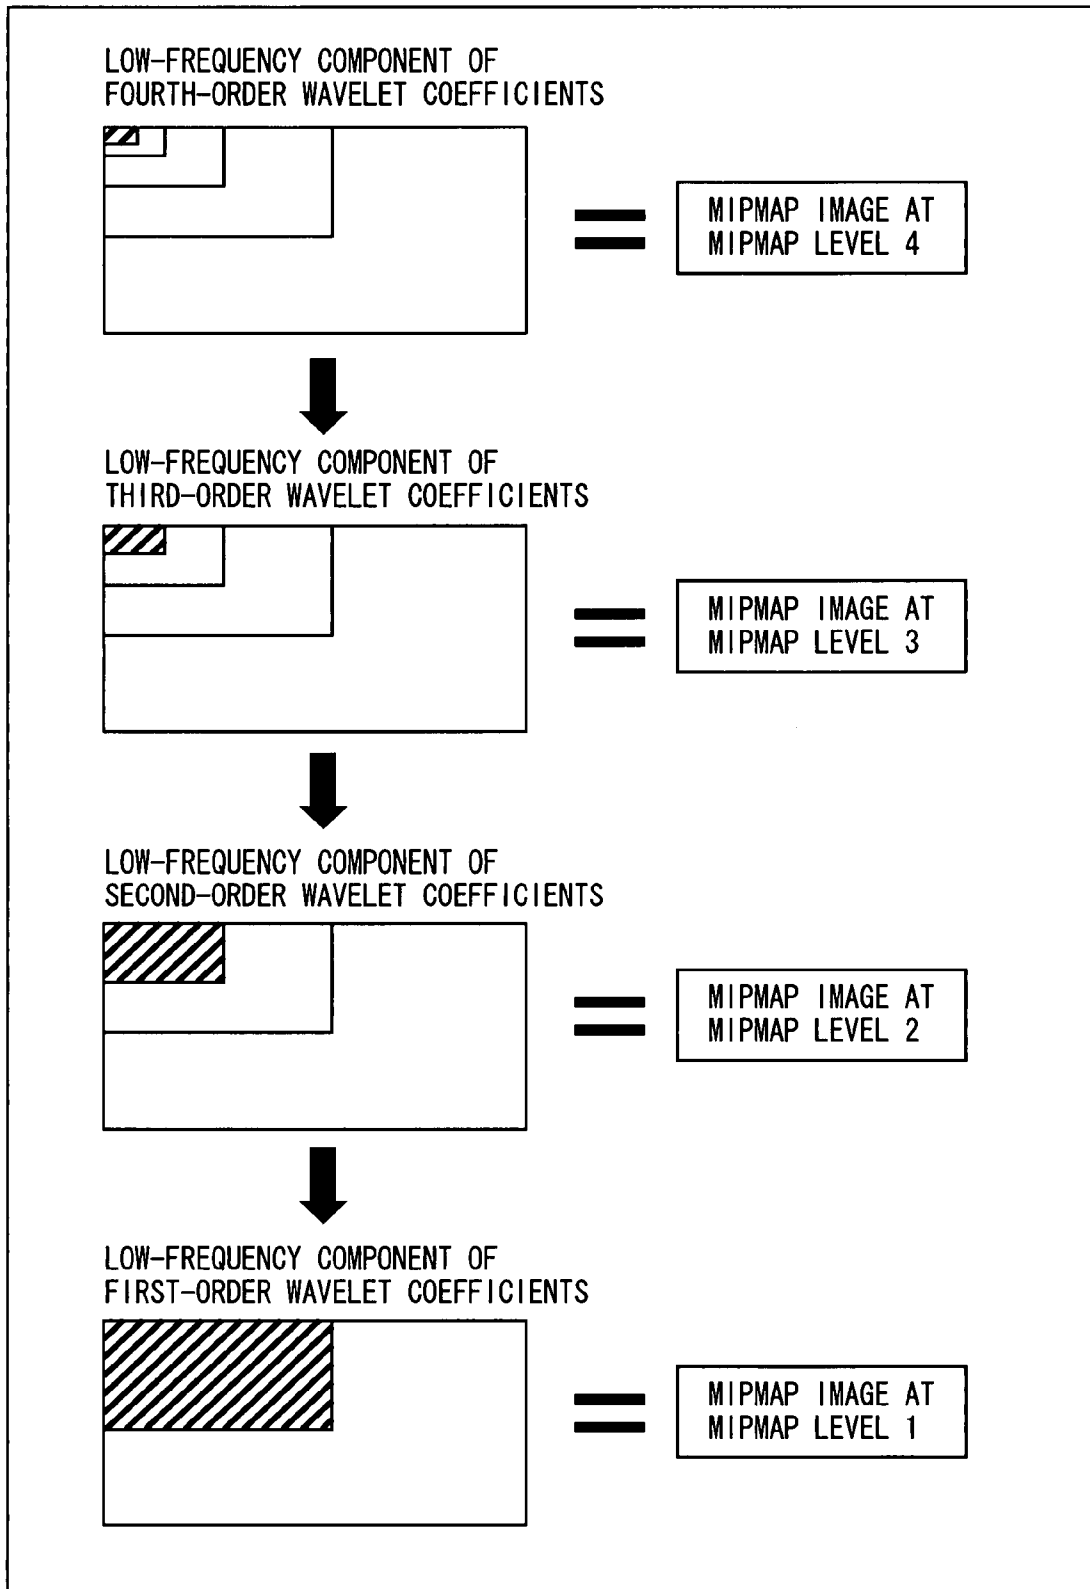 LOW-FREQUENCY COMPONENT OF
FOURTH-ORDER WAVELET COEFFICIENTS
MIPMAP IMAGE AT
MIPMAP LEVEL 4
LOW-FREQUENCY COMPONENT OF
THIRD-ORDER WAVELET COEFFICIENTS
MIPMAP IMAGE AT
MIPMAP LEVEL 3
LOW-FREQUENCY COMPONENT OF
SECOND-ORDER WAVELET COEFFICIENTS
MIPMAP IMAGE AT
MIPMAP LEVEL 2
LOW-FREQUENCY COMPONENT OF
FIRST-ORDER WAVELET COEFFICIENTS
MIPMAP IMAGE AT
MIPMAP LEVEL 1